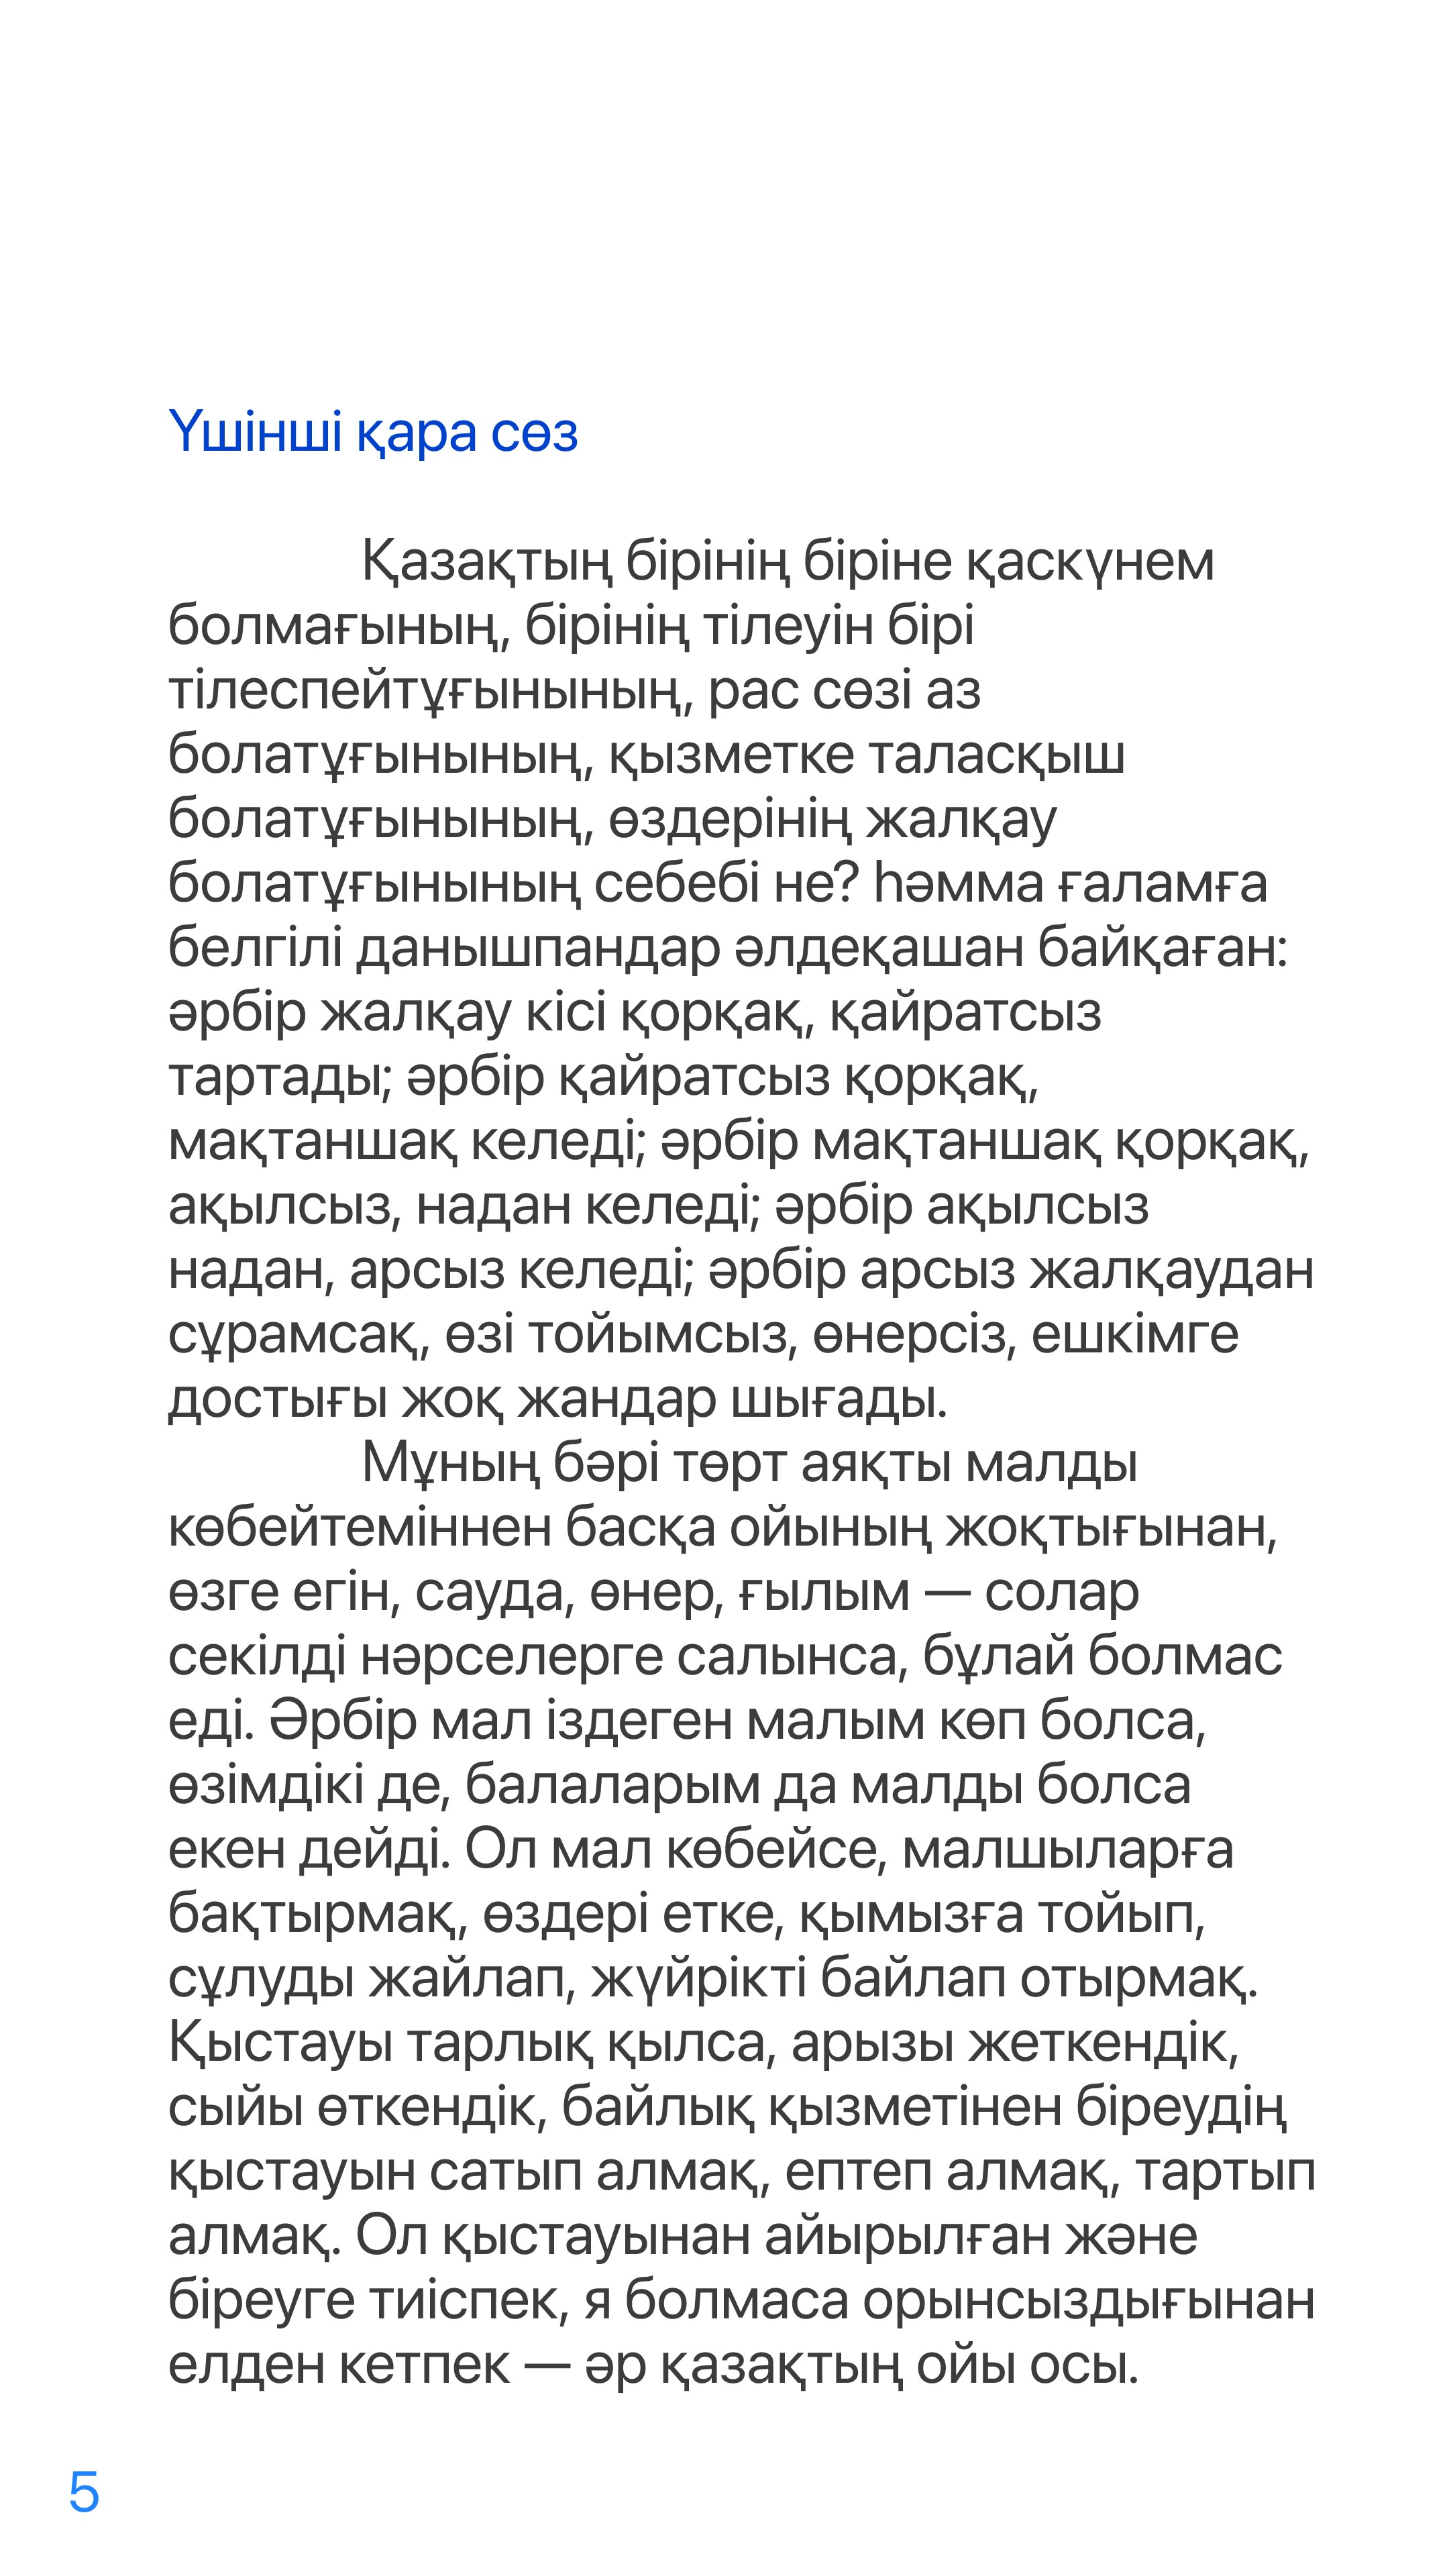 Үшінші қара сөз
Қазақтың бірінің біріне қаскүнем
болмағының, бірінің тілеуін бірі
тілеспейтұғынының, рас сөзі аз
болатұғынының, қызметке таласқыш
болатұғынының, өздерінің жалқау
болатұғынының себебі не? һәмма ғаламға
белгілі данышпандар әлдеқашан байқаған:
әрбір жалқау кісі қорқақ, қайратсыз
тартады; әрбір қайратсыз қорқақ,
мақтаншақ келеді; әрбір мақтаншақ қорқақ,
ақылсыз, надан келеді; әрбір ақылсыз
надан, арсыз келеді; әрбір арсыз жалқаудан
сұрамсақ, өзі тойымсыз, өнерсіз, ешкімге
достығы жоқ жандар шығады.
Мұның бәрі төрт аяқты малды
көбейтеміннен басқа ойының жоқтығынан,
өзге егін, сауда, өнер, ғылым — солар
секілді нәрселерге салынса, бұлай болмас
еді. Әрбір мал іздеген малым көп болса,
өзімдікі де, балаларым да малды болса
екен дейді. Ол мал көбейсе, малшыларға
бақтырмақ, өздері етке, қымызға тойып,
сұлуды жайлап, жүйрікті байлап отырмақ.
Қыстауы тарлық қылса, арызы жеткендік,
сыйы өткендік, байлық қызметінен біреудің
қыстауын сатып алмақ, ептеп алмақ, тартып
алмақ. Ол қыстауынан айырылған және
біреуге тиіспек, я болмаса орынсыздығынан
елден кетпек — әр қазақтың ойы осы.
5